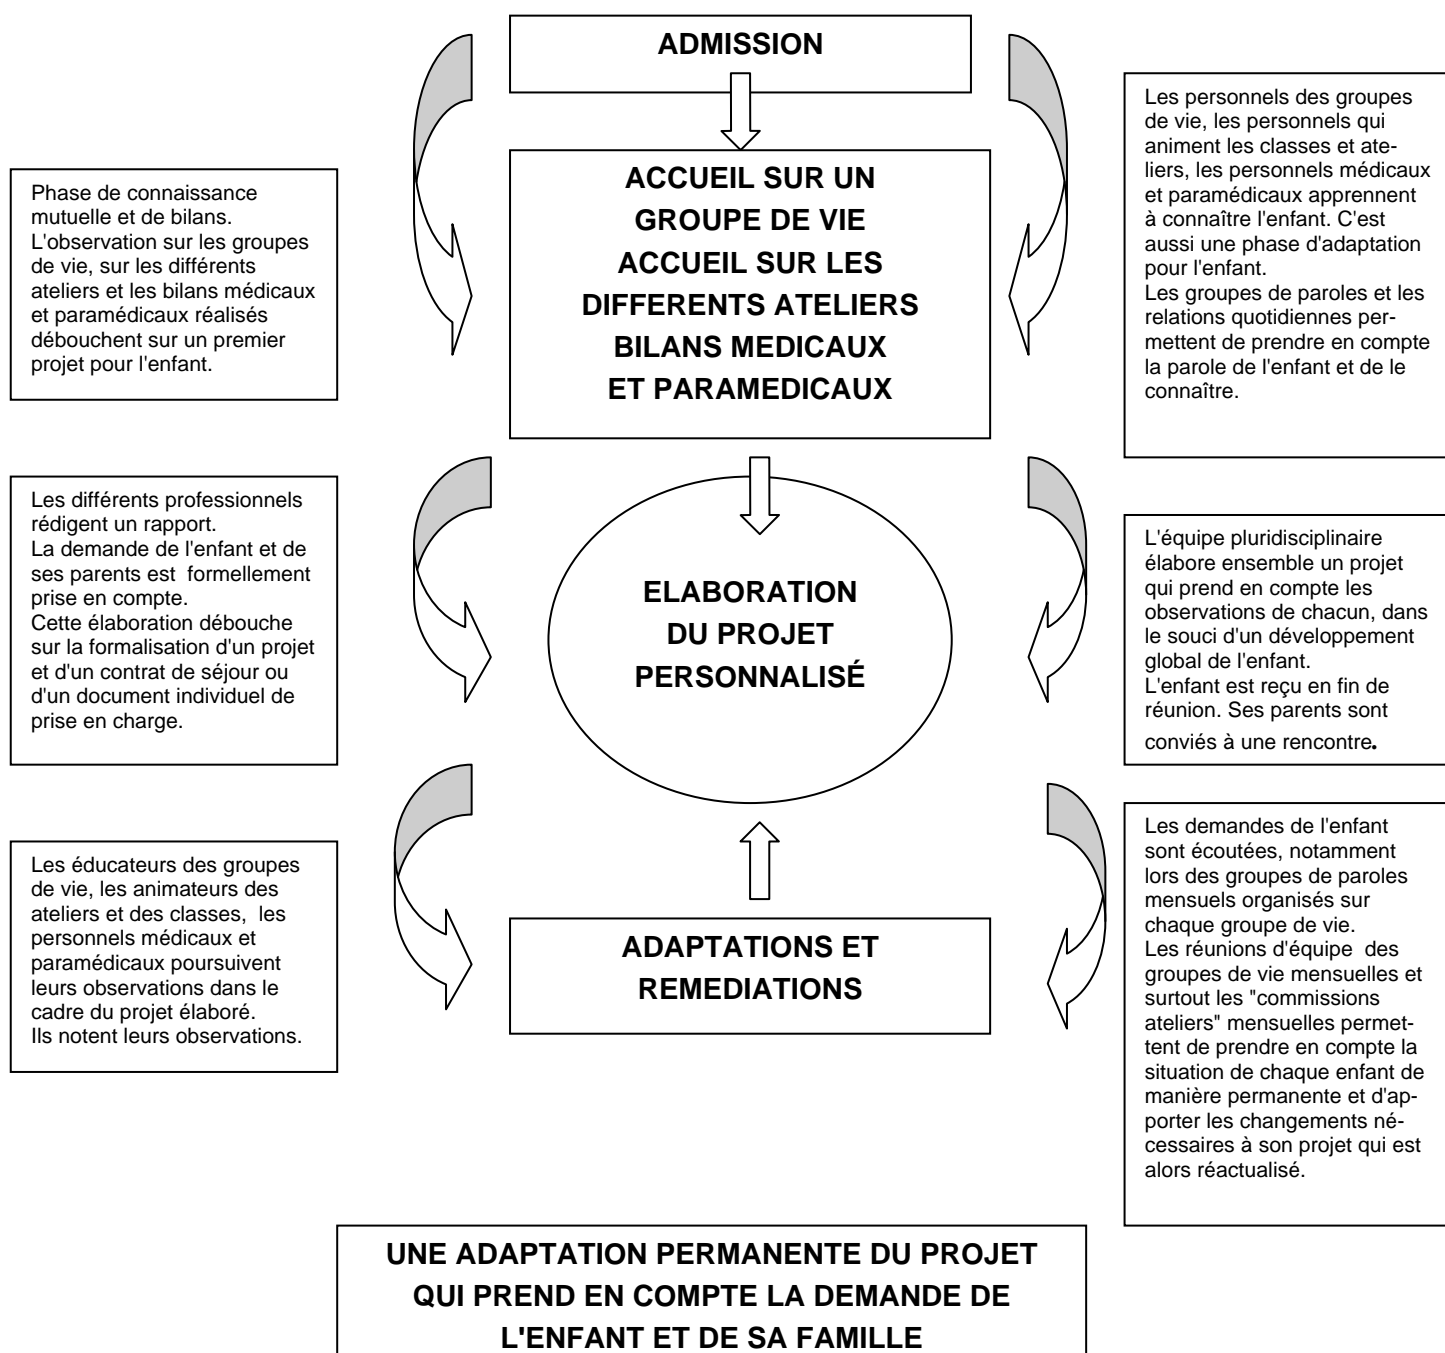 ADMISSION
Phase de connaissance
mutuelle et de bilans.
L'observation sur les groupes
de vie, sur les différents
ateliers et les bilans médicaux
et paramédicaux réalisés
débouchent sur un premier
projet pour l'enfant.
ACCUEIL SUR UN
GROUPE DE VIE
ACCUEIL SUR LES
DIFFERENTS ATELIERS
BILANS MEDICAUX
ET PARAMEDICAUX
Les personnels des groupes
de vie, les personnels qui
animent les classes et ate-
liers, les personnels médicaux
et paramédicaux apprennent
à connaître l'enfant. C'est
aussi une phase d'adaptation
pour l'enfant.
Les groupes de paroles et les
relations quotidiennes per-
mettent de prendre en compte
la parole de l'enfant et de le
connaître.
Les différents professionnels
rédigent un rapport.
La demande de l'enfant et de
ses parents est  formellement
prise en compte.
Cette élaboration débouche
sur la formalisation d'un projet
et d'un contrat de séjour ou
d'un document individuel de
prise en charge.
ELABORATION
DU PROJET
PERSONNALISÉ
L'équipe pluridisciplinaire
élabore ensemble un projet
qui prend en compte les
observations de chacun, dans
le souci d'un développement
global de l'enfant.
L'enfant est reçu en fin de
réunion. Ses parents sont
conviés à une rencontre.
Les éducateurs des groupes
de vie, les animateurs des
ateliers et des classes,  les
personnels médicaux et
paramédicaux poursuivent
leurs observations dans le
cadre du projet élaboré.
Ils notent leurs observations.
ADAPTATIONS ET
REMEDIATIONS
Les demandes de l'enfant
sont écoutées, notamment
lors des groupes de paroles
mensuels organisés sur
chaque groupe de vie.
Les réunions d'équipe  des
groupes de vie mensuelles et
surtout les "commissions
ateliers" mensuelles permet-
tent de prendre en compte la
situation de chaque enfant de
manière permanente et d'ap-
porter les changements né-
cessaires à son projet qui est
alors réactualisé.
UNE ADAPTATION PERMANENTE DU PROJET
QUI PREND EN COMPTE LA DEMANDE DE
L'ENFANT ET DE SA FAMILLE